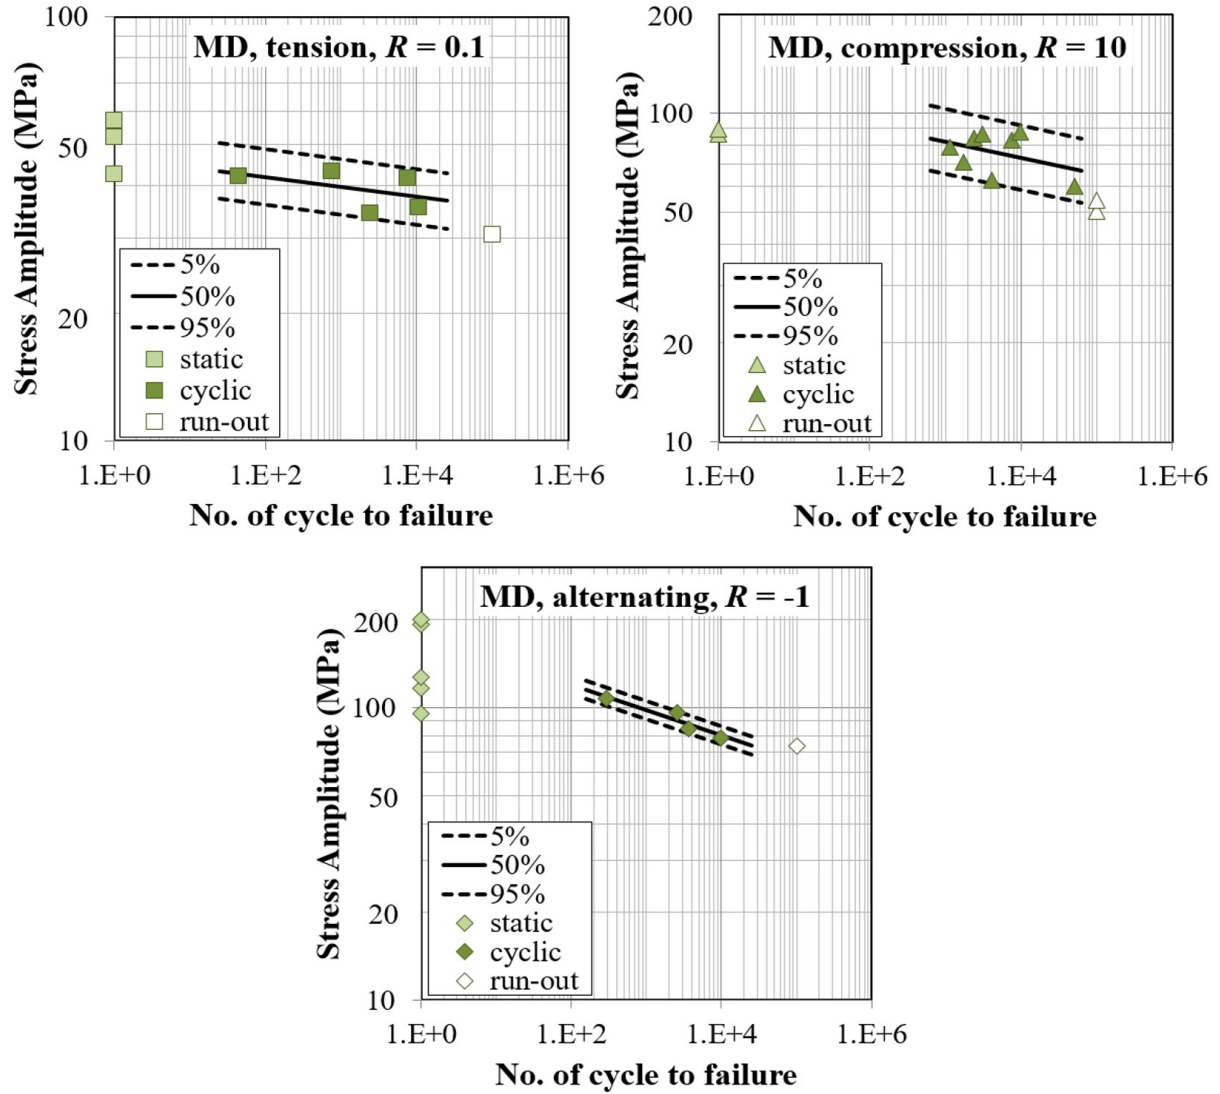 MD, tension, R = 0.1
Stress Amplitude (MPa)
100
50
20
10
5%
50%
95%
static
cyclic
run-out
1.E+0
1.E+2
1.E+4
1.E+6
No. of cycle to failure
MD, compression, R = 10
Stress Amplitude (MPa)
200
100
50
20
10
5%
50%
95%
static
cyclic
run-out
1.E+0
1.E+2
1.E+4
1.E+6
No. of cycle to failure
MD, alternating, R = -1
Stress Amplitude (MPa)
200
100
50
20
10
5%
50%
95%
static
cyclic
run-out
1.E+0
1.E+2
1.E+4
1.E+6
No. of cycle to failure